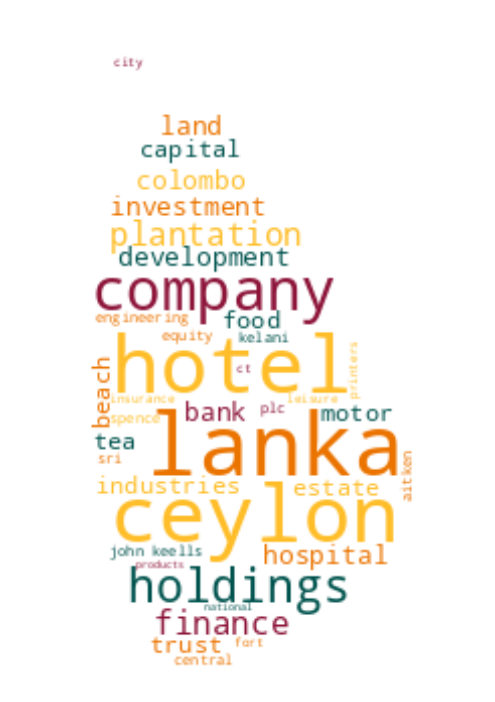 city
land
capital
colombo
investment
plantation
development
company
engineering
food
equity
kelani
hotel
printers
ct
beach
insurance
leisure
spence
bank
plc
motor
lanka
tea
sri
aitken
industries
estate
ceylon
john keells
hospital
products
holdings
national
finance
trust
fort
central